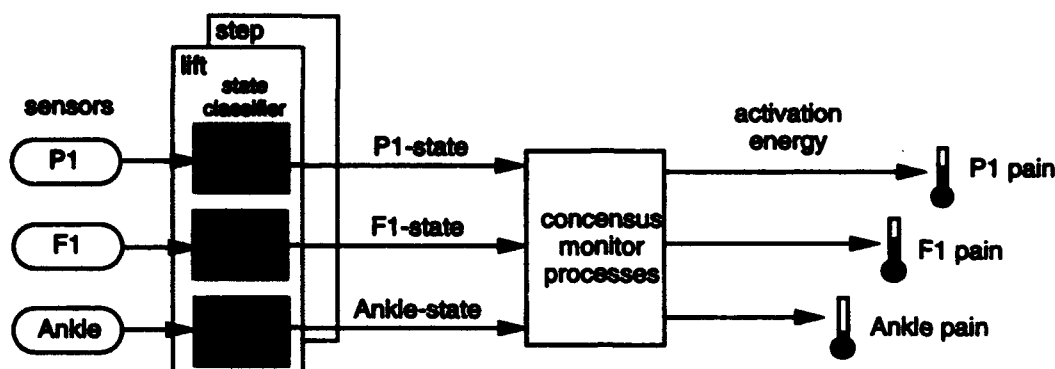 step
lift
sensors
state
classifier
activation
energy
P1
P1-state
P1 pain
F1
F1-state
concensus
monitor
processes
F1 pain
Ankle
Ankle-state
Ankle pain